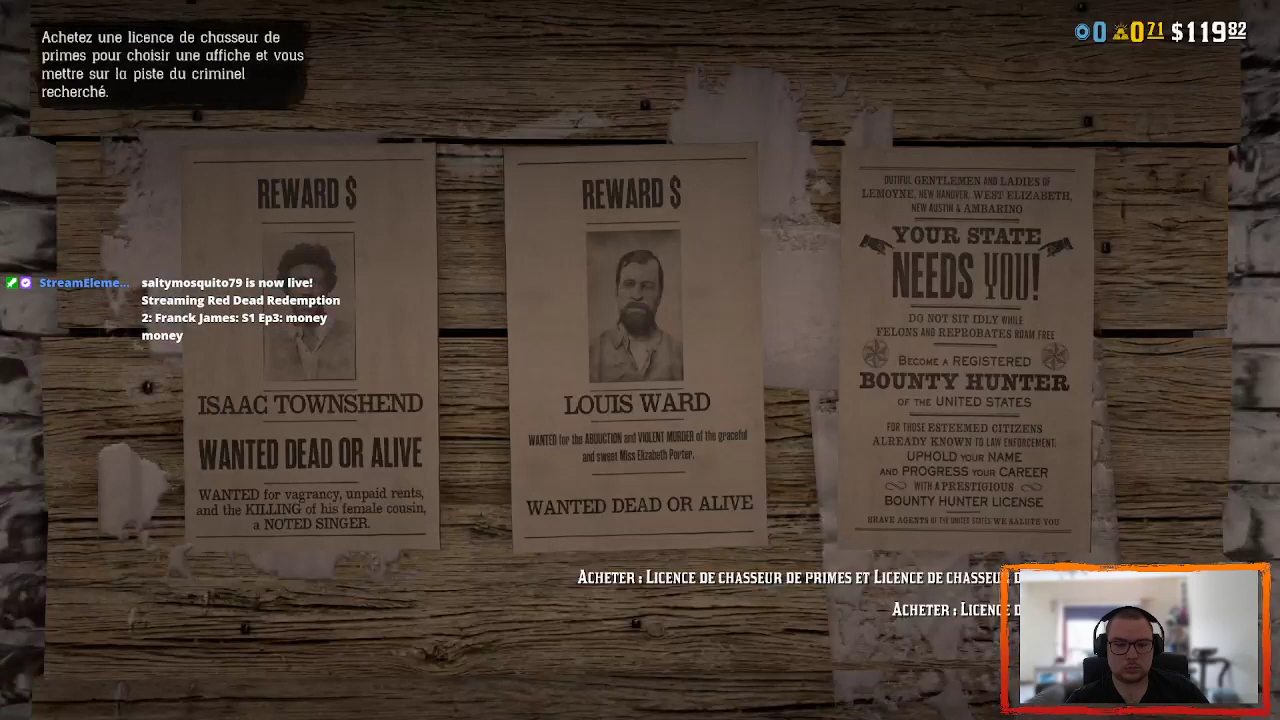 Achetez une licence de chasseur de
primes pour choisir une affiche et vous
mettre sur la piste du criminel
recherché.
0 0 71 $119 82
REWARD $
ISAAC TOWNSHEND
WANTED DEAD OR ALIVE
WANTED for vagrancy, unpaid rents,
and the KILLING of his female cousin,
a NOTED SINGER.
StreamEleme... saltymosquito79 is now live!
Streaming Red Dead Redemption
2: Franck James: S1 Ep3: money
money
REWARD $
LOUIS WARD
WANTED for the ABDUCTION and VIOLENT MURDER of the graceful
and sweet Miss Elizabeth Porter.
WANTED DEAD OR ALIVE
DUTIFUL GENTLEMEN AND LADIES OF
LEMOYNE, NEW HANOVER, WEST ELIZABETH,
NEW AUSTIN & AMBARINO
YOUR STATE
NEEDS YOU!
DO NOT SIT IDLY WHILE
FELONS AND REPROBATES ROAM FREE
BECOME A REGISTERED
BOUNTY HUNTER
OF THE UNITED STATES
FOR THOSE ESTEEMED CITIZENS
ALREADY KNOWN TO LAW ENFORCEMENT,
UPHOLD YOUR NAME
AND PROGRESS YOUR CAREER
WITH A PRESTIGIOUS
BOUNTY HUNTER LICENSE
BRAVE AGENTS OF THE UNITED STATES WE SALUTE YOU
ACHETER : LICENCE DE CHASSEUR DE PRIMES ET LICENCE DE CHASSEUR
ACHETER : LICENCE